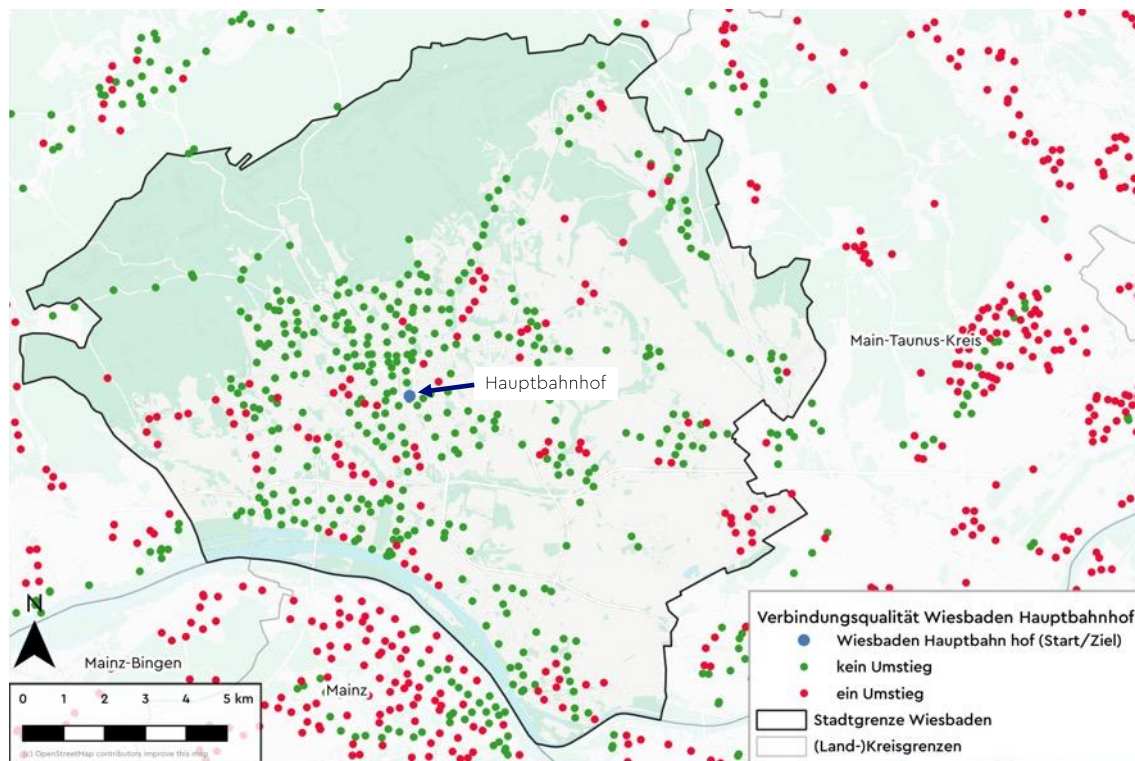 Hauptbahnhof
Main-Taunus-Kreis
N
Mainz-Bingen
Mainz
0 1 2 3 4 5 km
(c) OpenStreetMap contributors improve this map
Verbindungsqualität Wiesbaden Hauptbahnhof
Wiesbaden Hauptbahn hof (Start/Ziel)
kein Umstieg
ein Umstieg
Stadtgrenze Wiesbaden
(Land-)Kreisgrenzen